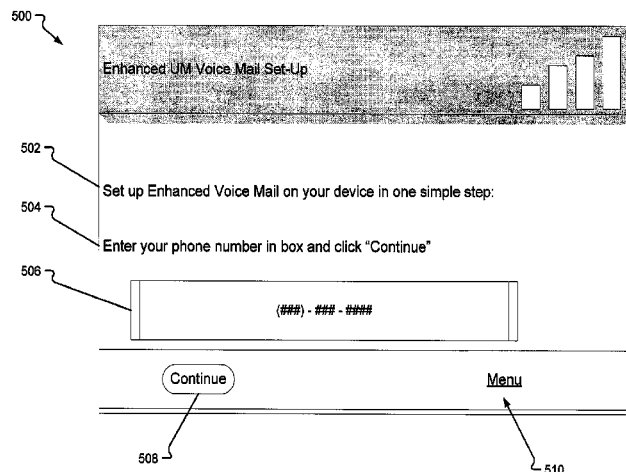 500
Enhanced UM Voice Mail Set-Up
502
Set up Enhanced Voice Mail on your device in one simple step:
504
Enter your phone number in box and click “Continue”
506
(###) - ### - ####
Continue
Menu
508
510